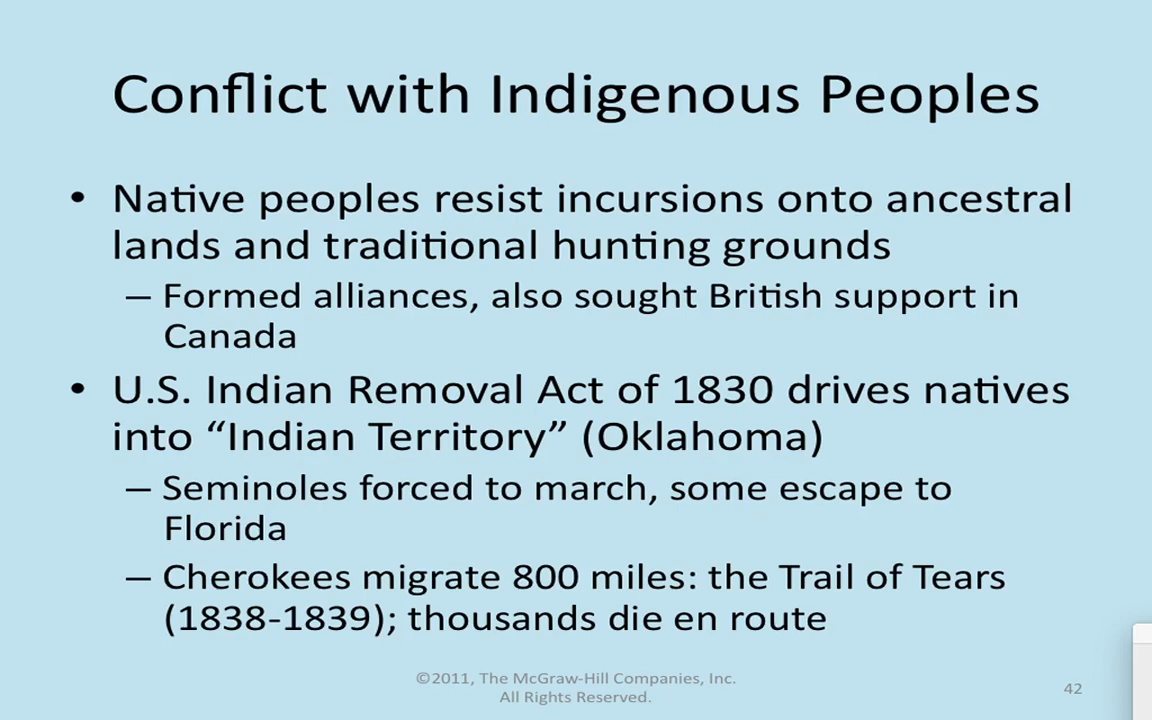 Conflict with Indigenous Peoples
• Native peoples resist incursions onto ancestral
lands and traditional hunting grounds
– Formed alliances, also sought British support in
Canada
• U.S. Indian Removal Act of 1830 drives natives
into “Indian Territory” (Oklahoma)
– Seminoles forced to march, some escape to
Florida
– Cherokees migrate 800 miles: the Trail of Tears
(1838-1839); thousands die en route
©2011, The McGraw-Hill Companies, Inc.
All Rights Reserved.
42